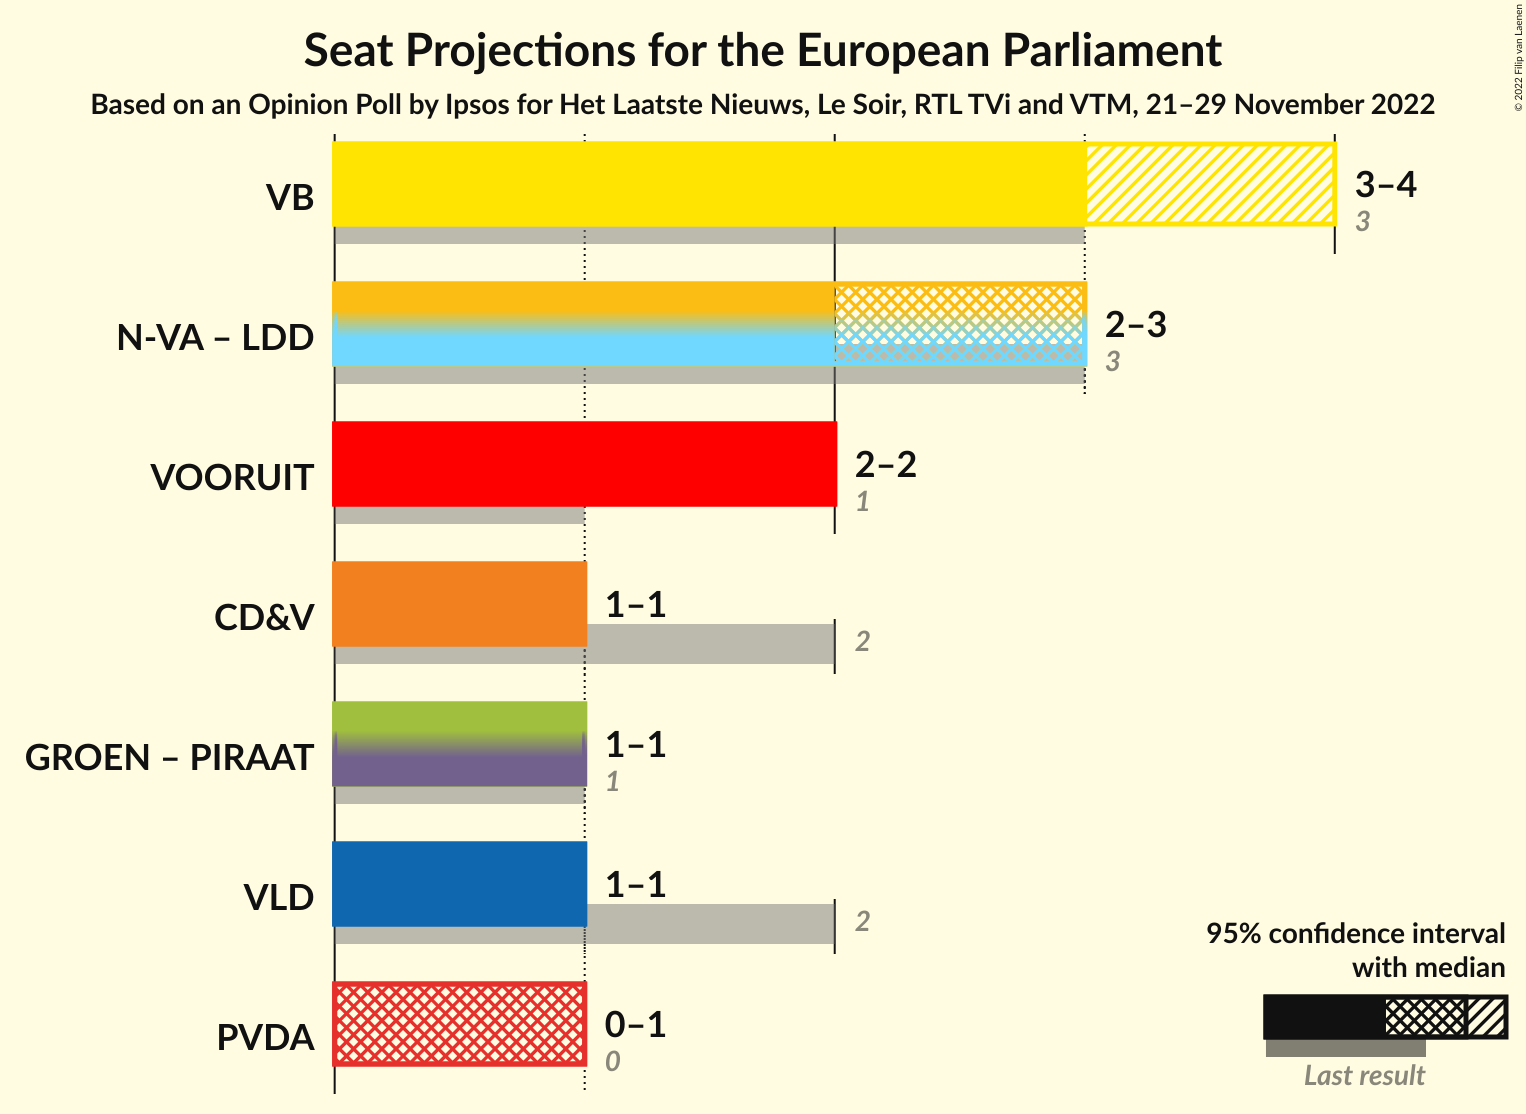 Seat Projections for the European Parliament
Based on an Opinion Poll by Ipsos for Het Laatste Nieuws, Le Soir, RTL TVi and VTM, 21–29 November 2022
© 2022 Filip van Laenen
VB
3–4
3
N-VA – LDD
2–3
3
VOORUIT
2–2
1
CD&V
1–1
2
GROEN – PIRAAT
1–1
1
VLD
1–1
2
PVDA
0–1
0
95% confidence interval
with median
Last result